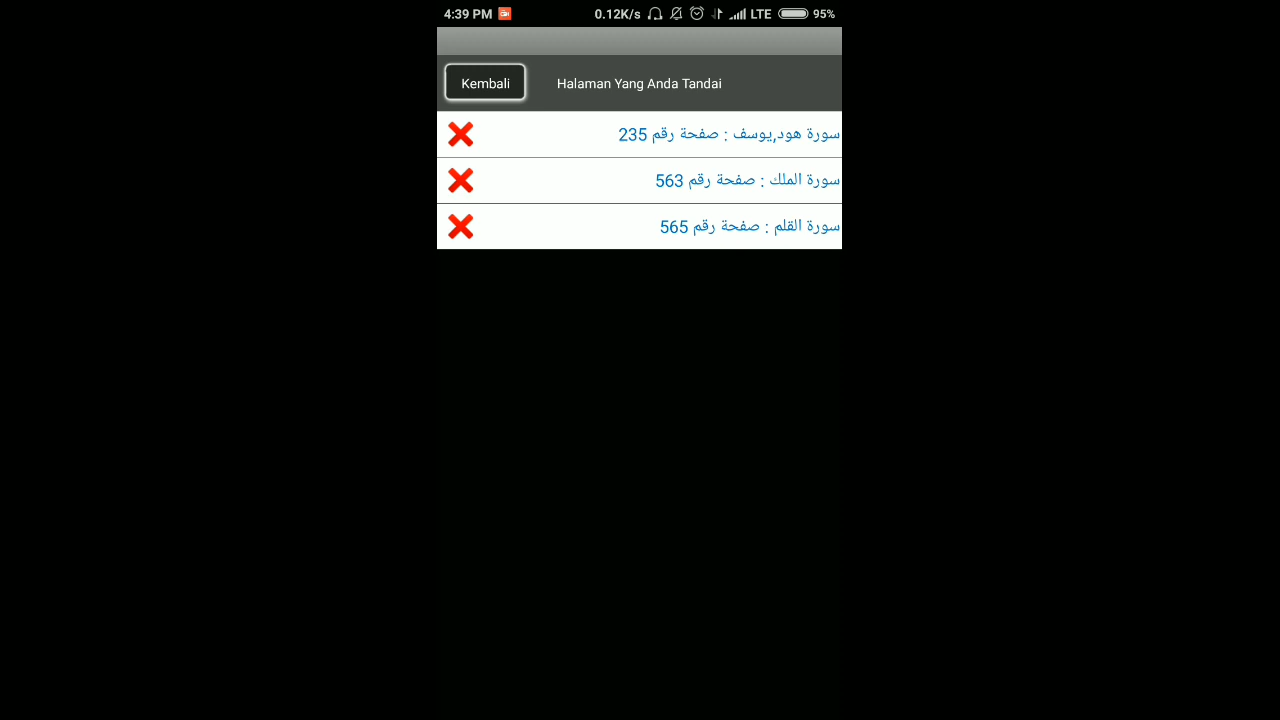 4:39 PM 0.12K/s LTE 95%
Kembali Halaman Yang Anda Tandai
سورة هود,يوسف : صفحة رقم 235
سورة الملك : صفحة رقم 563
سورة القلم : صفحة رقم 565